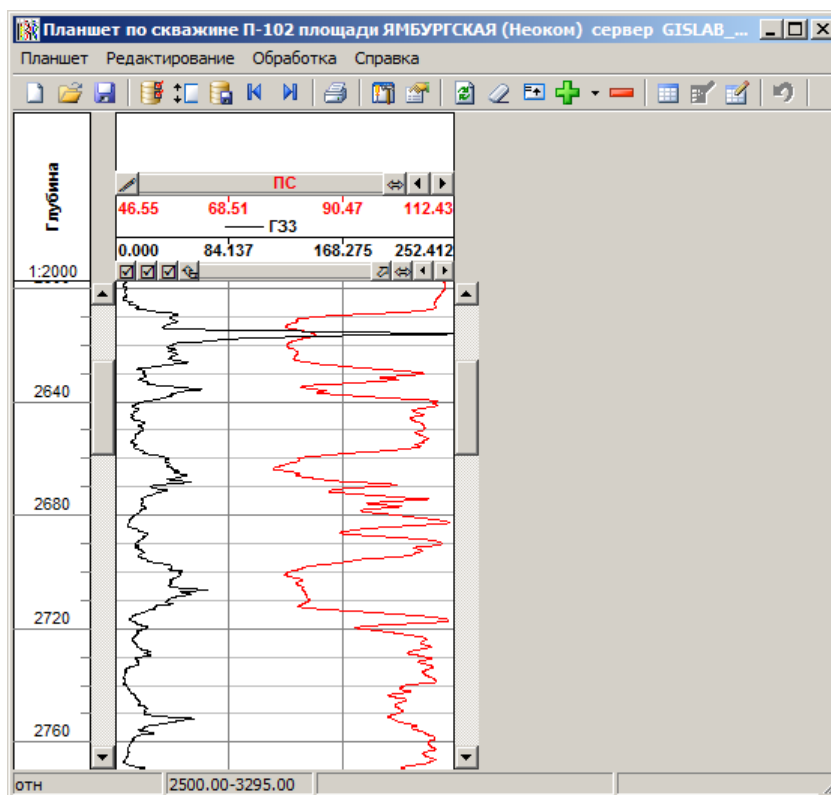 Планшет по скважине П-102 площади ЯМБУРГСКАЯ (Неоком) сервер GISLAB_...
Планшет Редактирование Обработка Справка
Глубина
1:2000
ПС
46.55 68.51 90.47 112.43
ГЗ3
0.000 84.137 168.275 252.412
2640
2680
2720
2760
отн 2500.00-3295.00